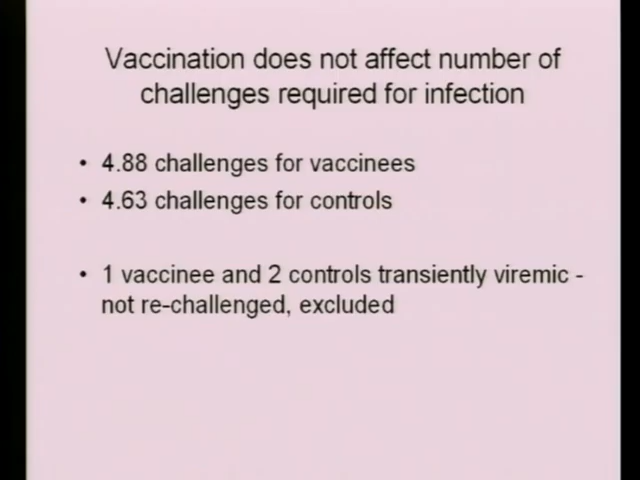 Vaccination does not affect number of
challenges required for infection
• 4.88 challenges for vaccinees
• 4.63 challenges for controls
• 1 vaccinee and 2 controls transiently viremic -
not re-challenged, excluded